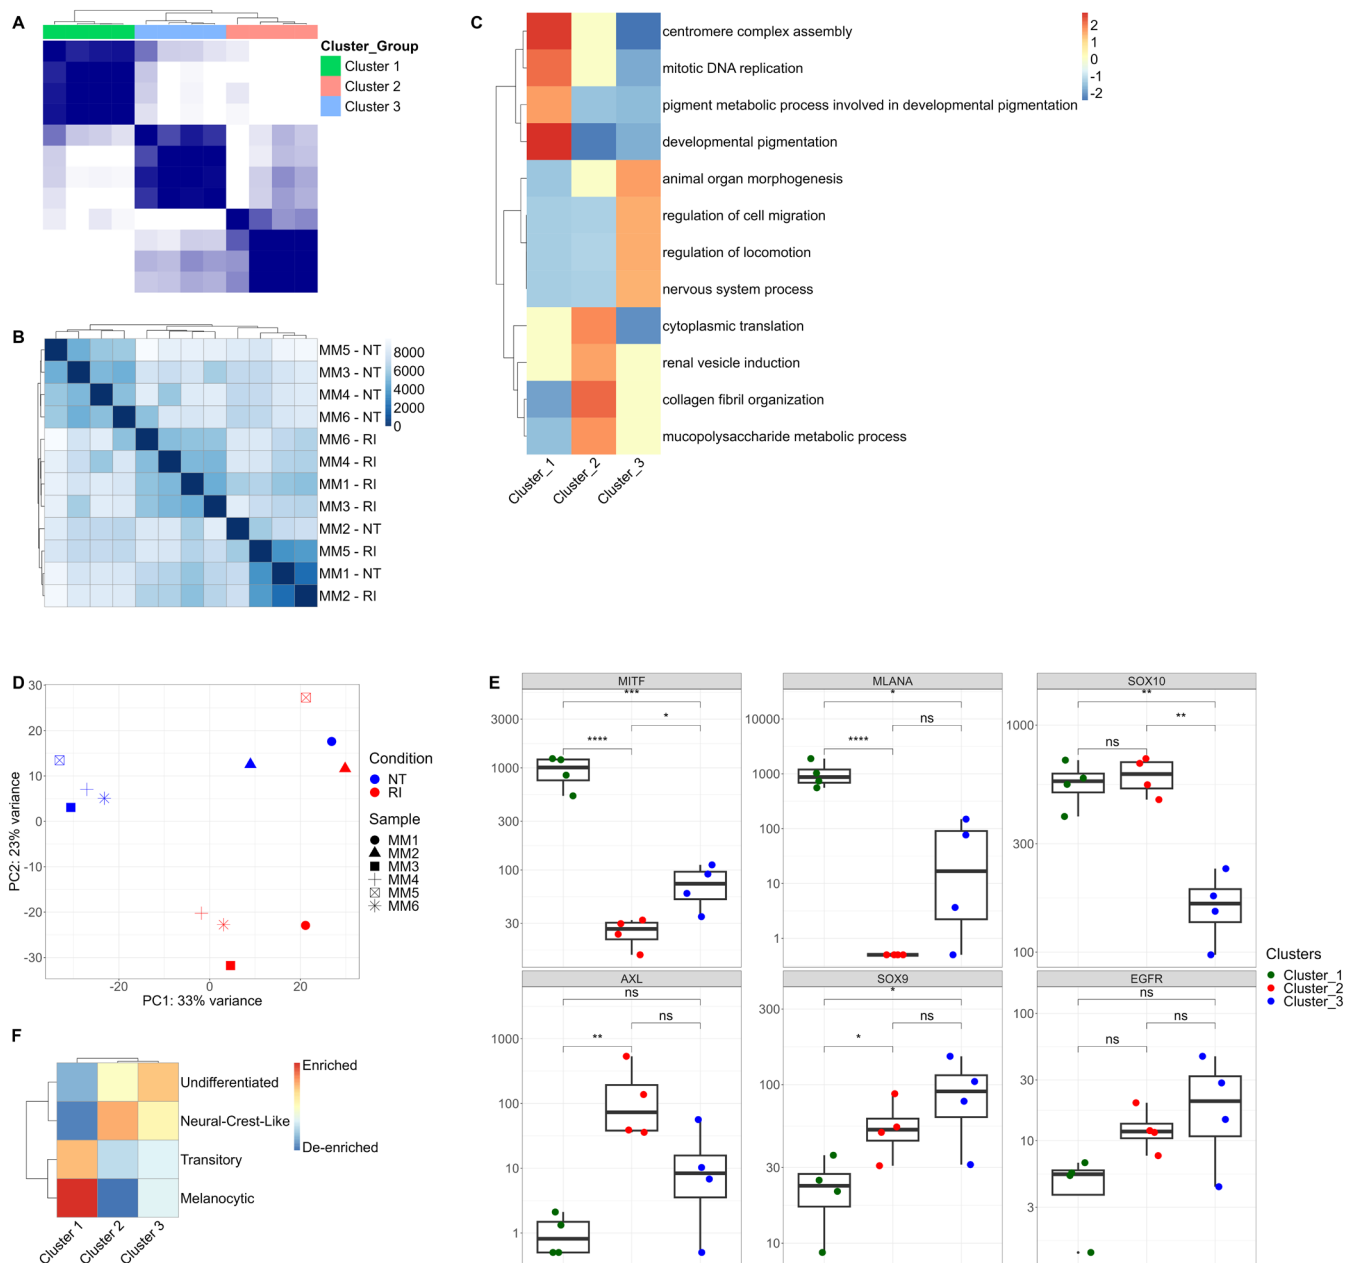 A
Cluster_Group
Cluster 1
Cluster 2
Cluster 3
B
MM5 - NT
MM3 - NT
MM4 - NT
MM6 - NT
MM6 - RI
MM4 - RI
MM1 - RI
MM3 - RI
MM2 - NT
MM5 - RI
MM1 - NT
MM2 - RI
8000
6000
4000
2000
0
C
centromere complex assembly
mitotic DNA replication
pigment metabolic process involved in developmental pigmentation
developmental pigmentation
animal organ morphogenesis
regulation of cell migration
regulation of locomotion
nervous system process
cytoplasmic translation
renal vesicle induction
collagen fibril organization
mucopolysaccharide metabolic process
Cluster_1
Cluster_2
Cluster_3
2
1
0
-1
-2
D
30
20
10
0
-10
-20
-30
PC2: 23% variance
-20
0
20
PC1: 33% variance
Condition
NT
RI
Sample
MM1
MM2
MM3
MM4
MM5
MM6
E
MITF
***
*
****
3000
1000
300
100
30
MLANA
*
ns
****
10000
1000
100
10
1
SOX10
**
**
ns
1000
300
100
AXL
ns
ns
**
1000
100
10
1
SOX9
*
ns
*
300
100
30
10
EGFR
ns
ns
ns
100
30
10
3
Clusters
Cluster_1
Cluster_2
Cluster_3
F
Undifferentiated
Neural-Crest-Like
Transitory
Melanocytic
Cluster 1
Cluster 2
Cluster 3
Enriched
De-enriched